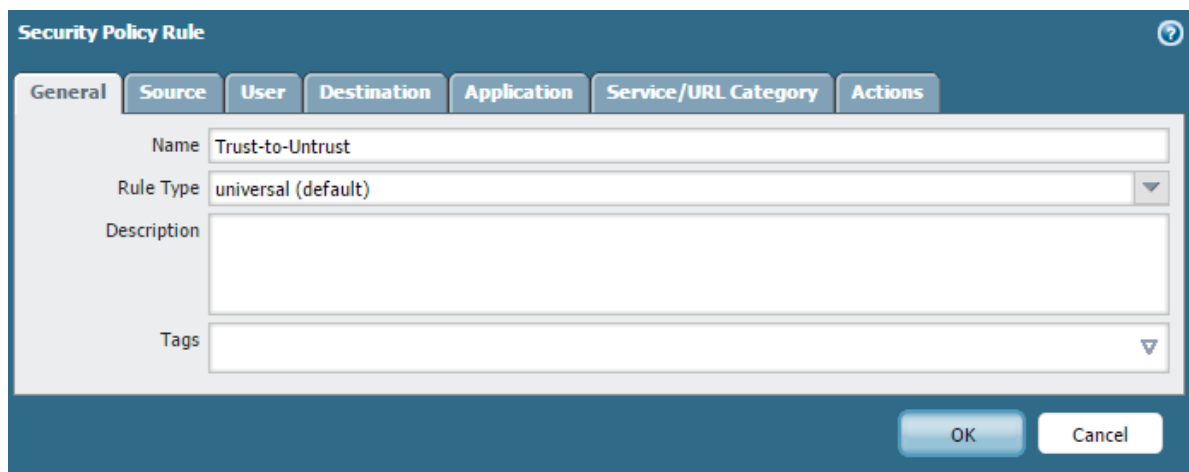 Security Policy Rule
General Source User Destination Application Service/URL Category Actions
Name Trust-to-Untrust
Rule Type universal (default)
Description
Tags
OK Cancel